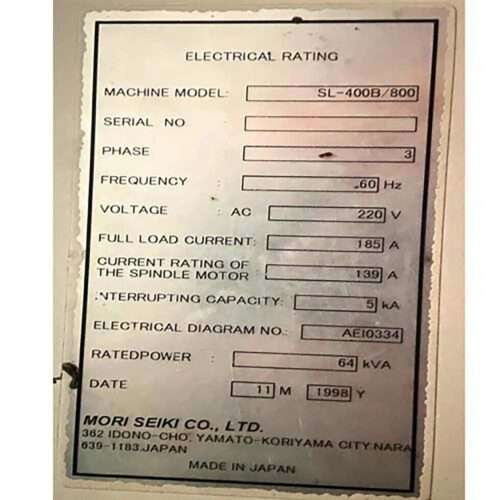 ELECTRICAL RATING
MACHINE MODEL: SL-400B/800
SERIAL NO
PHASE 3
FREQUENCY : 60 Hz
VOLTAGE : AC 220 V
FULL LOAD CURRENT: 185 A
CURRENT RATING OF
THE SPINDLE MOTOR : 139 A
INTERRUPTING CAPACITY: 5 kA
ELECTRICAL DIAGRAM NO.: AEI0334
RATEDPOWER : 64 kVA
DATE 11 M 1998 Y
MORI SEIKI CO., LTD.
362 IDONO-CHO, YAMATO-KORIYAMA CITY.NARA
639-1183.JAPAN
MADE IN JAPAN